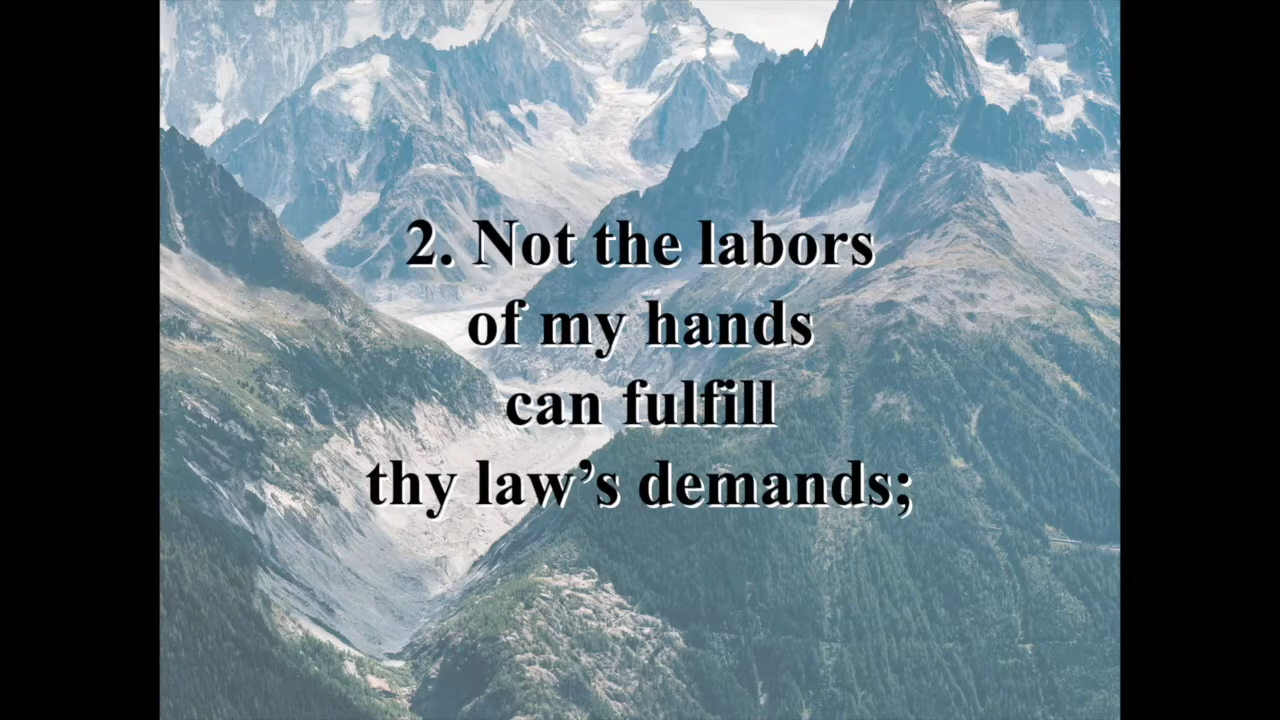 2. Not the labors
of my hands
can fulfill
thy law’s demands;